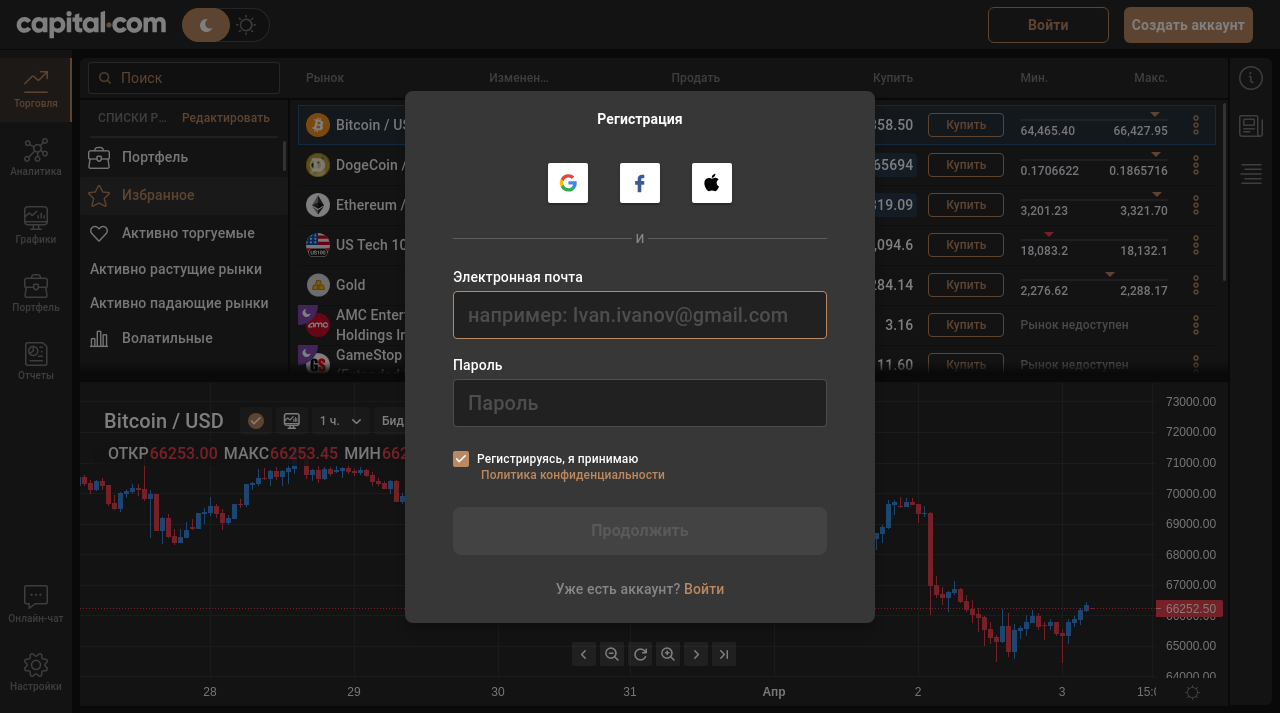 capital.com
Войти
Создать аккаунт
Торговля
Аналитика
Графики
Портфель
Отчеты
Онлайн-чат
Настройки
Поиск
СПИСКИ Р... Редактировать
Портфель
Избранное
Активно торгуемые
Активно растущие рынки
Активно падающие рынки
Волатильные
Рынок Изменен... Продать Купить Мин. Макс.
Bitcoin / US 358.50 Купить 64,465.40 66,427.95
DogeCoin / 65694 Купить 0.1706622 0.1865716
Ethereum / 319.09 Купить 3,201.23 3,321.70
US Tech 10 ,094.6 Купить 18,083.2 18,132.1
Gold 284.14 Купить 2,276.62 2,288.17
AMC Enter
Holdings In 3.16 Рынок недоступен
GameStop
11.60 Рынок недоступен
Регистрация
И
Электронная почта
например: Ivan.ivanov@gmail.com
Пароль
Пароль
Регистрируясь, я принимаю
Политика конфиденциальности
Продолжить
Уже есть аккаунт? Войти
Bitcoin / USD 1 ч. Бид
ОТКР66253.00 МАКС66253.45 МИН662
73000.00
72000.00
71000.00
70000.00
69000.00
68000.00
67000.00
66252.50
65000.00
64000.00
28 29 30 31 Апр 2 3 15:0